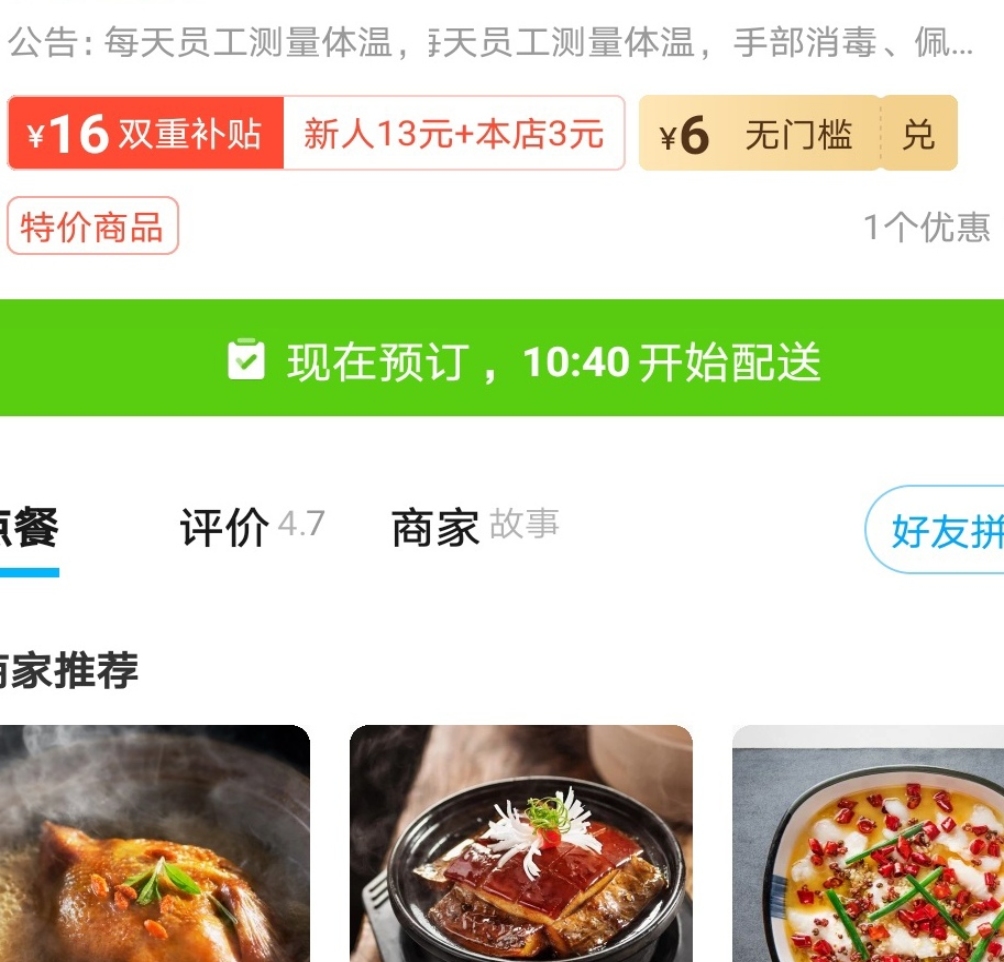 公告: 每天员工测量体温，每天员工测量体温，手部消毒、佩...
¥16 双重补贴 新人13元+本店3元 ¥6 无门槛 兑
特价商品 1个优惠
现在预订，10:40 开始配送
点餐 评价 4.7 商家 故事 好友拼
商家推荐